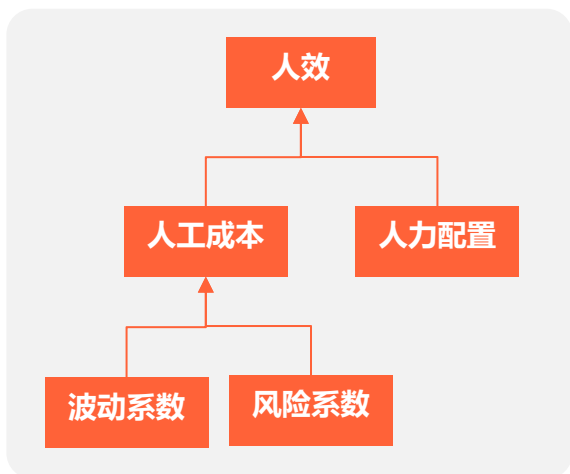 人效
人工成本
人力配置
波动系数
风险系数